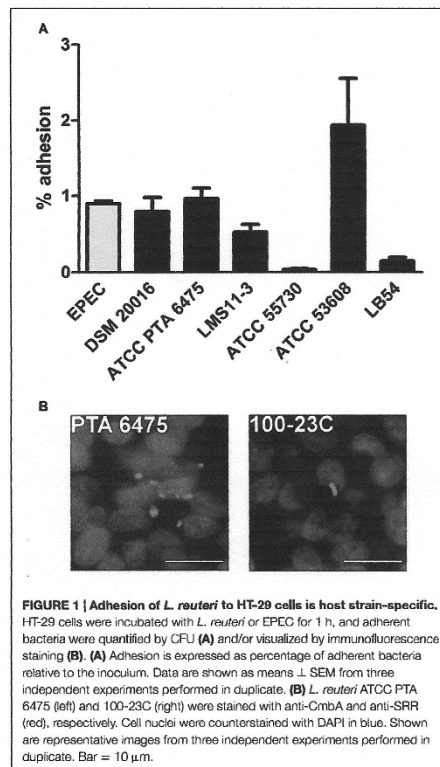 A
3
2
1
0
% adhesion
EPEC
DSM 20016
ATCC PTA 6475
LMS11-3
ATCC 55730
ATCC 53608
LB54
B
PTA 6475
100-23C
FIGURE 1 | Adhesion of L. reuteri to HT-29 cells is host strain-specific.
HT-29 cells were incubated with L. reuteri or EPEC for 1 h, and adherent
bacteria were quantified by CFU (A) and/or visualized by immunofluorescence
staining (B). (A) Adhesion is expressed as percentage of adherent bacteria
relative to the inoculum. Data are shown as means ⊥ SEM from three
independent experiments performed in duplicate. (B) L. reuteri ATCC PTA
6475 (left) and 100-23C (right) were stained with anti-CmbA and anti-SRR
(red), respectively. Cell nuclei were counterstained with DAPI in blue. Shown
are representative images from three independent experiments performed in
duplicate. Bar = 10 μm.